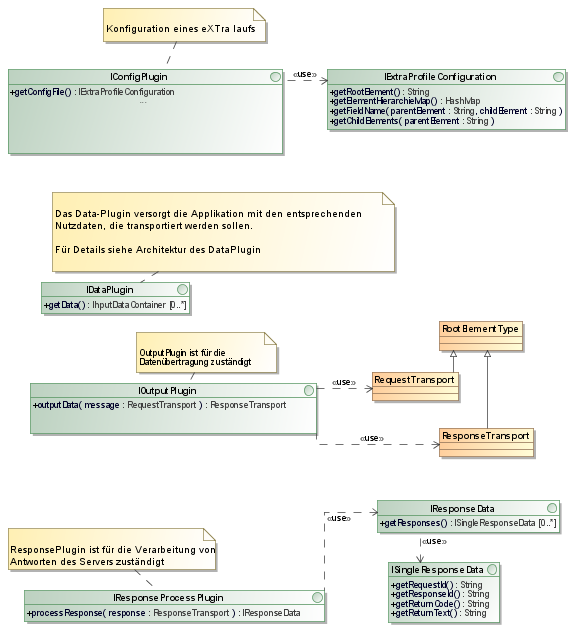 Konfiguration eines eXTra laufs
IConfigPlugin
+getConfigFile() : IExtraProfileConfiguration
...
«use»
IExtraProfileConfiguration
+getRootElement() : String
+getElementHierarchieMap() : HashMap
+getFieldName( parentElement : String, childElement : String )
+getChildElements( parentElement : String )
Das Data-Plugin versorgt die Applikation mit den entsprechenden
Nutzdaten, die transportiert werden sollen.
Für Details siehe Architektur des DataPlugin
IDataPlugin
+getData() : IInputDataContainer [0..*]
OutputPlugin ist für die
Datenübertragung zuständigt
IOutputPlugin
+outputData( message : RequestTransport ) : ResponseTransport
«use»
«use»
RootElementType
RequestTransport
ResponseTransport
ResponsePlugin ist für die Verarbeitung von
Antworten des Servers zuständigt
IResponseProcessPlugin
+processResponse( response : ResponseTransport ) : IResponseData
«use»
IResponseData
+getResponses() : ISingleResponseData [0..*]
«use»
ISingleResponseData
+getRequestId() : String
+getResponseId() : String
+getReturnCode() : String
+getReturnText() : String